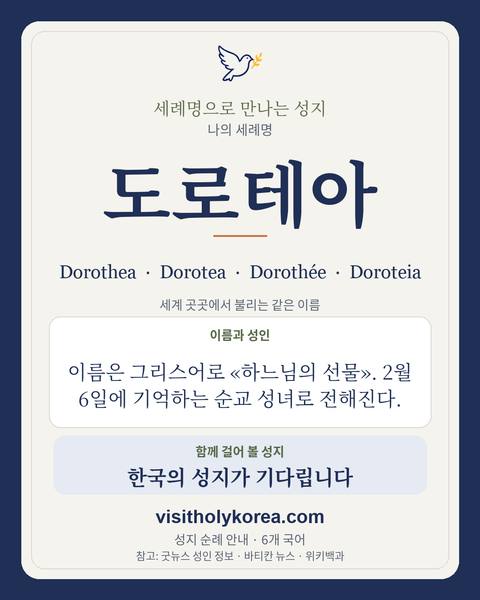 세례명으로 만나는 성지
나의 세례명
도로테아
Dorothea · Dorotea · Dorothée · Doroteia
세계 곳곳에서 불리는 같은 이름
이름과 성인
이름은 그리스어로 «하느님의 선물». 2월
6일에 기억하는 순교 성녀로 전해진다.
함께 걸어 볼 성지
한국의 성지가 기다립니다
visitholykorea.com
성지 순례 안내 · 6개 국어
참고: 굿뉴스 성인 정보 · 바티칸 뉴스 · 위키백과